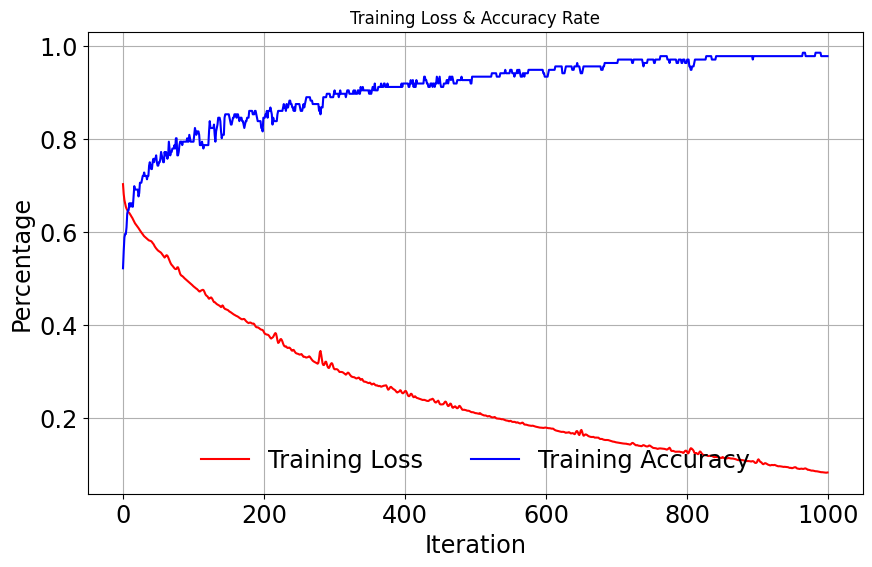 Training Loss & Accuracy Rate
1.0
0.8
0.6
0.4
0.2
Percentage
Training Loss
Training Accuracy
0 200 400 600 800 1000
Iteration